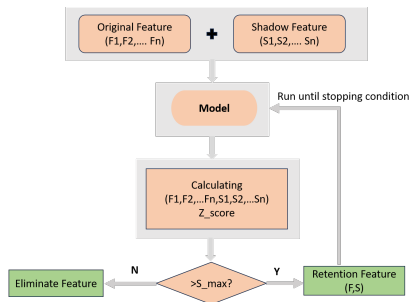 Original Feature
(F1,F2,.... Fn)
+
Shadow Feature
(S1,S2,.... Sn)
Run until stopping condition
Model
Calculating
(F1,F2,...Fn,S1,S2,...Sn)
Z_score
N
>S_max?
Y
Eliminate Feature
Retention Feature
(F,S)